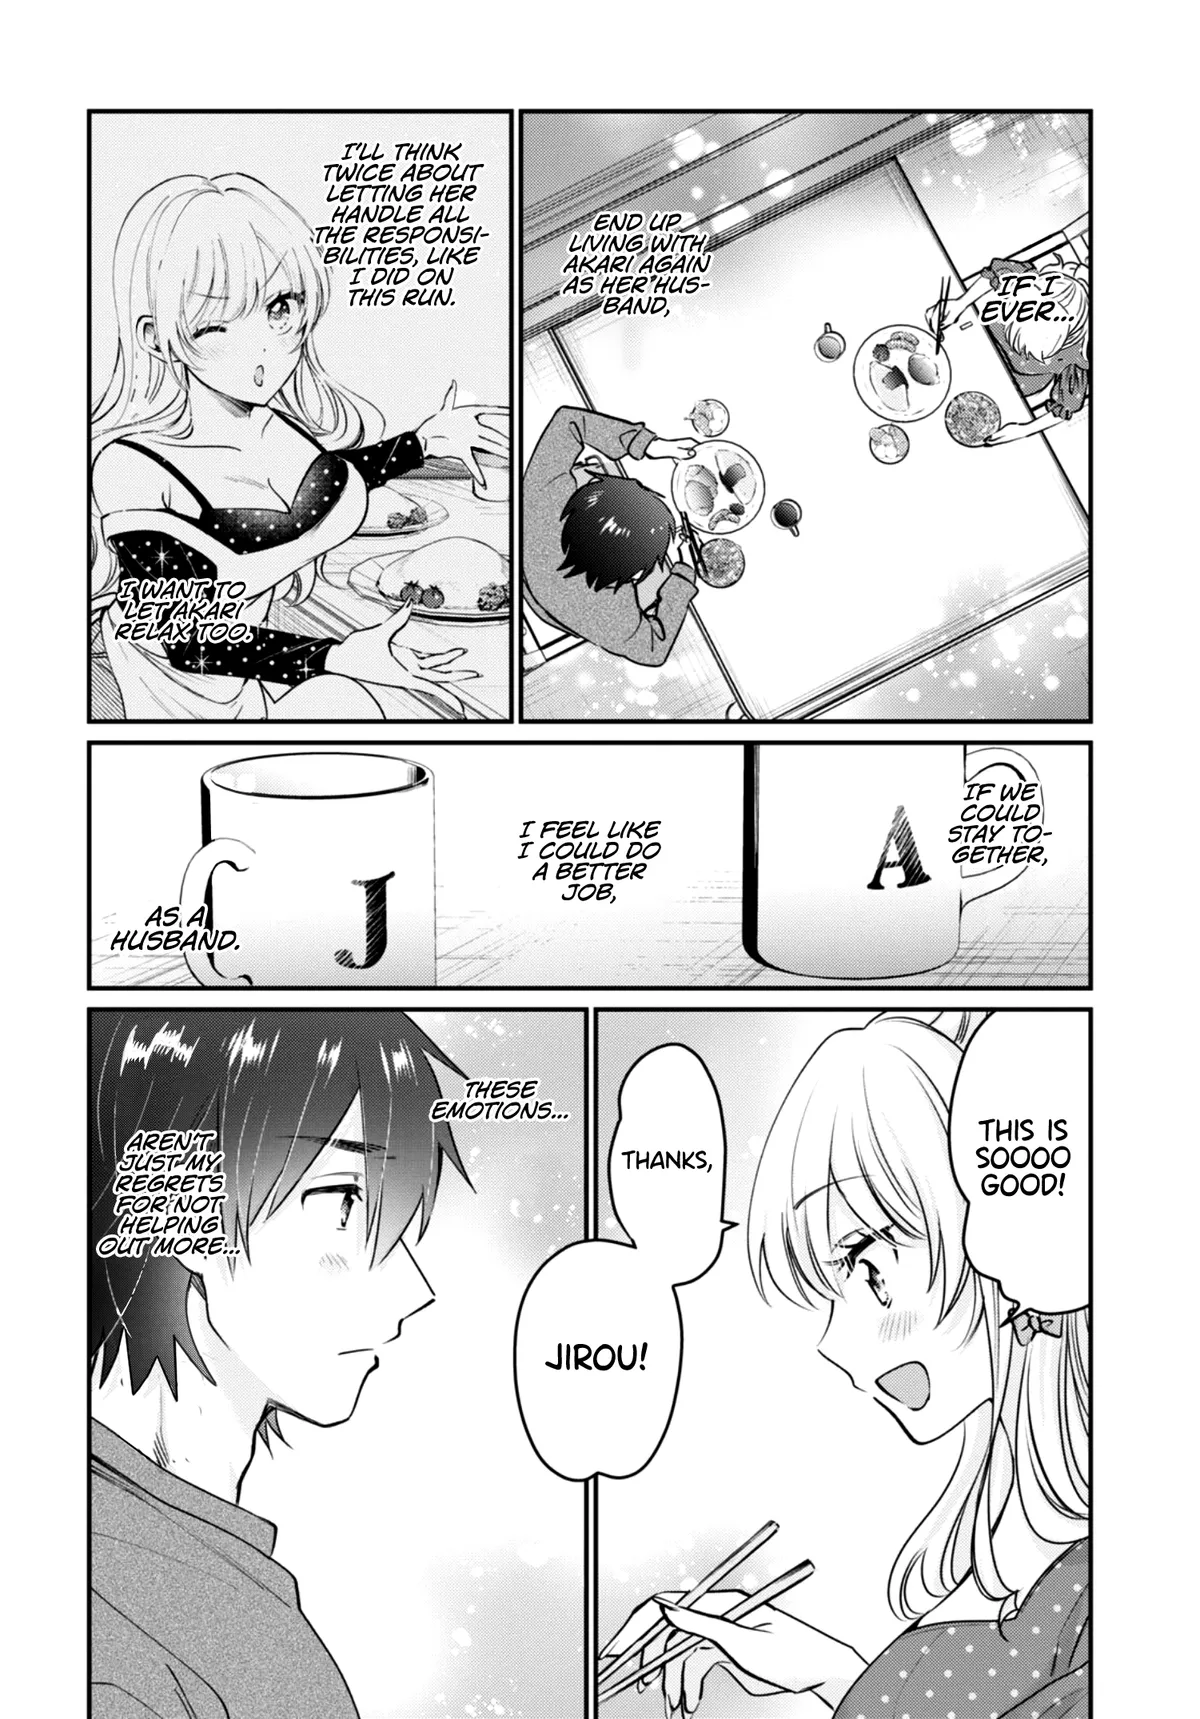 IF I
EVER...
END UP
LIVING WITH
AKARI AGAIN
AS HER HUS-
BAND,
I'LL THINK
TWICE ABOUT
LETTING HER
HANDLE ALL
THE RESPONSI-
BILITIES, LIKE
I DID ON
THIS RUN.
I WANT TO
LET AKARI
RELAX TOO.
IF WE
COULD
STAY TO-
GETHER,
A
I FEEL LIKE
I COULD DO
A BETTER
JOB,
J
AS A
HUSBAND.
THIS IS
SOOOO
GOOD!
THANKS,
JIROU!
THESE
EMOTIONS...
AREN'T
JUST MY
REGRETS
FOR NOT
HELPING
OUT MORE...